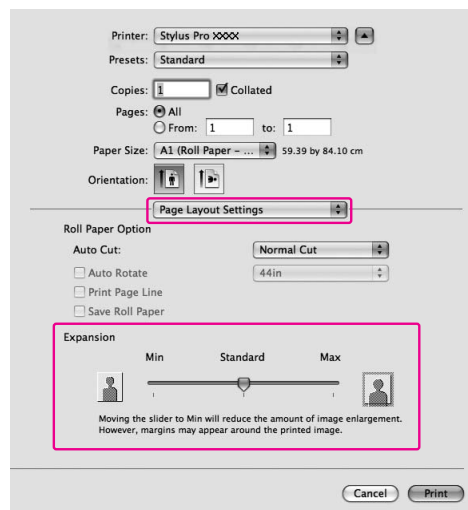 Printer: Stylus Pro XXXX
Presets: Standard
Copies: 1 Collated
Pages: All
From: 1 to: 1
Paper Size: A1 (Roll Paper – ... 59.39 by 84.10 cm
Orientation:
Page Layout Settings
Roll Paper Option
Auto Cut: Normal Cut
Auto Rotate 44in
Print Page Line
Save Roll Paper
Expansion
Min Standard Max
Moving the slider to Min will reduce the amount of image enlargement.
However, margins may appear around the printed image.
Cancel Print